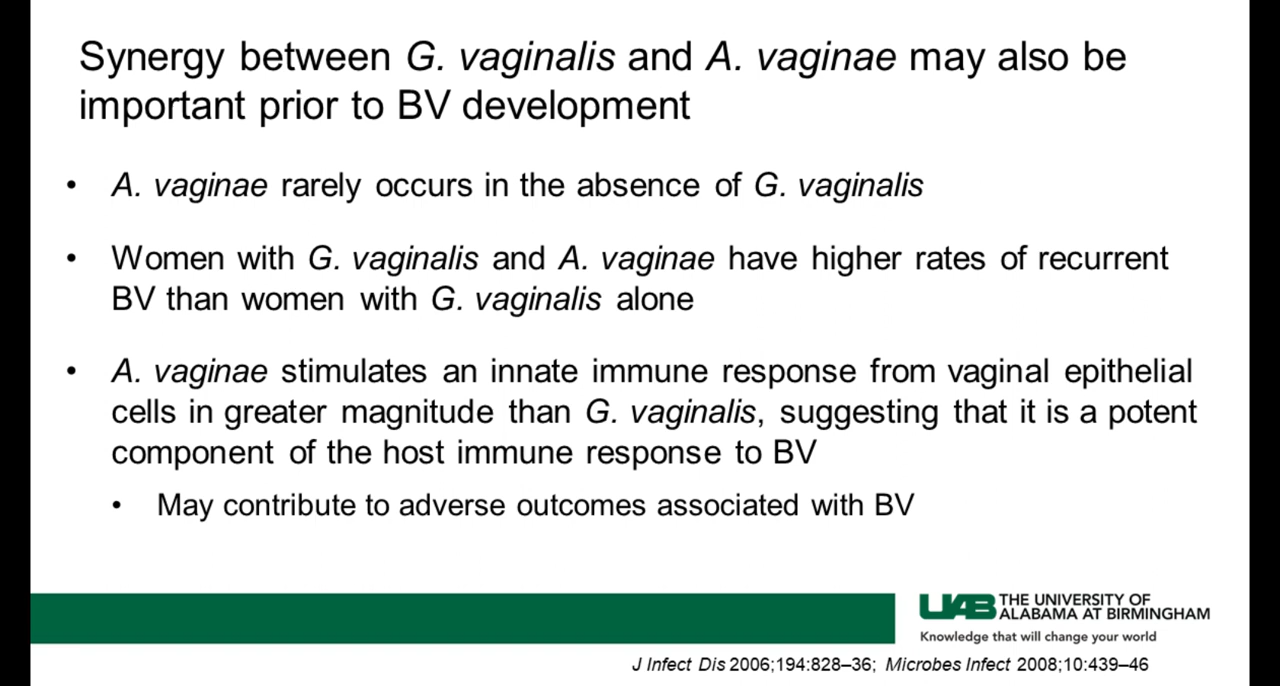 Synergy between G. vaginalis and A. vaginae may also be
important prior to BV development
• A. vaginae rarely occurs in the absence of G. vaginalis
• Women with G. vaginalis and A. vaginae have higher rates of recurrent
BV than women with G. vaginalis alone
• A. vaginae stimulates an innate immune response from vaginal epithelial
cells in greater magnitude than G. vaginalis, suggesting that it is a potent
component of the host immune response to BV
• May contribute to adverse outcomes associated with BV
UAB THE UNIVERSITY OF
ALABAMA AT BIRMINGHAM
Knowledge that will change your world
J Infect Dis 2006;194:828–36; Microbes Infect 2008;10:439–46